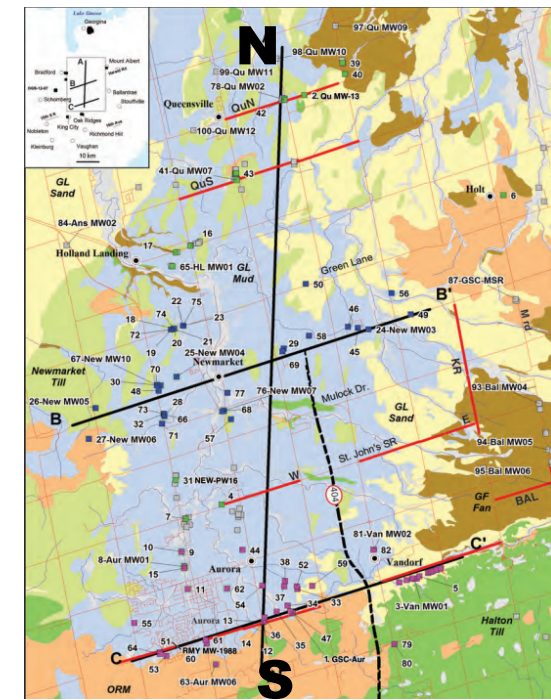 Lake Simcoe
Georgina
A
Mount Albert
Bradford
B
Ballantrae
Schomberg
Stouffville
C
Oak Ridges
Nobleton
King City
Richmond Hill
Kleinburg
Vaughan
10 km
N
97-Qu MW09
98-Qu MW10
39
40
99-Qu MW11
78-Qu MW02
Queensville
QuN
42
2. Qu MW-13
100-Qu MW12
41-Qu MW07
43
QuS
GL
Sand
Holt
6
84-Ans MW02
16
17
Holland Landing
GL
Mud
65-HL MW01
Green Lane
87-GSC-MSR
50
56
B'
M rd
22
75
74
18
23
46
49
72
58
24-New MW03
20
21
29
45
19
67-New MW10
25-New MW04
69
KR
70
Newmarket
Newmarket
Till
30
48
76-New MW07
Mulock Dr.
93-Bal MW04
26-New MW05
77
GL
Sand
28
B
73
68
66
32
E
27-New MW06
71
57
St. John's SR
94-Bal MW05
95-Bal MW06
31 NEW-PW16
W
404
GF
Fan
4
BAL
7
81-Van MW02
10
9
44
59
82
C'
8-Aur MW01
Aurora
Vandorf
38
52
15
5
11
62
37
54
33
3-Van MW01
34
Aurora 13
55
Halton
Till
51
61
14
36
35
47
64
79
RMY MW-1988
12
C
60
1. GSC-Aur
53
63-Aur MW06
80
ORM
S